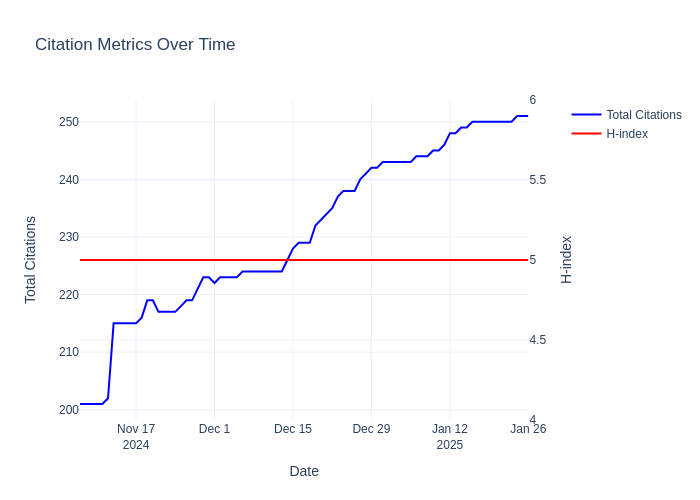 Citation Metrics Over Time
Total Citations
250
240
230
220
210
200
6
5.5
5
4.5
4
H-index
Total Citations
H-index
Nov 17
2024
Dec 1
Dec 15
Dec 29
Jan 12
2025
Jan 26
Date